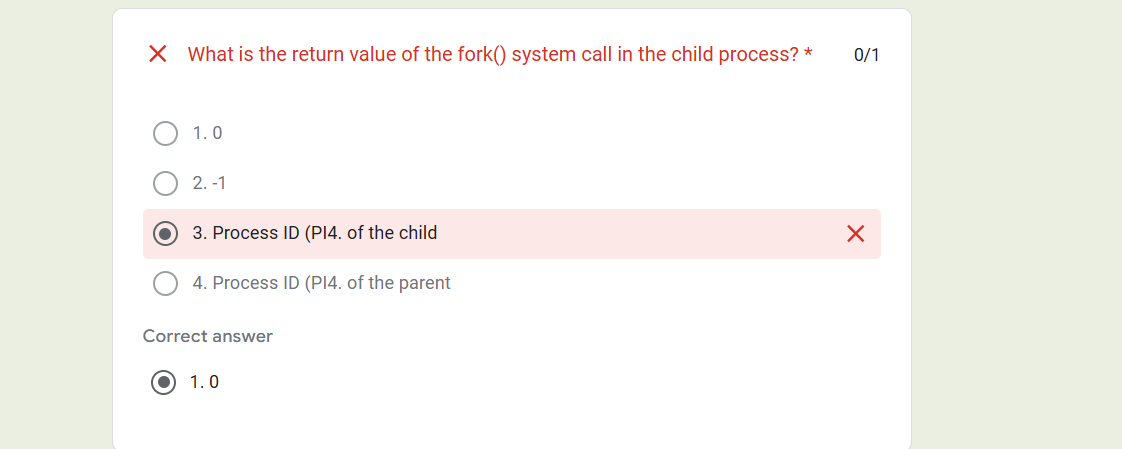 What is the return value of the fork() system call in the child process? * 0/1
1. 0
2. -1
3. Process ID (PI4. of the child
4. Process ID (PI4. of the parent
Correct answer
1. 0